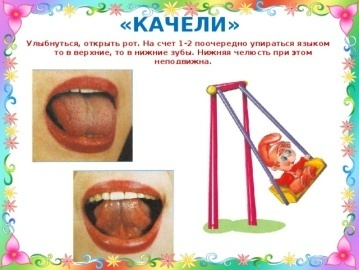 «КАЧЕЛИ»
Улыбнуться, открыть рот. На счет 1-2 поочередно упираться языком
то в верхние, то в нижние зубы. Нижняя челюсть при этом
неподвижна.